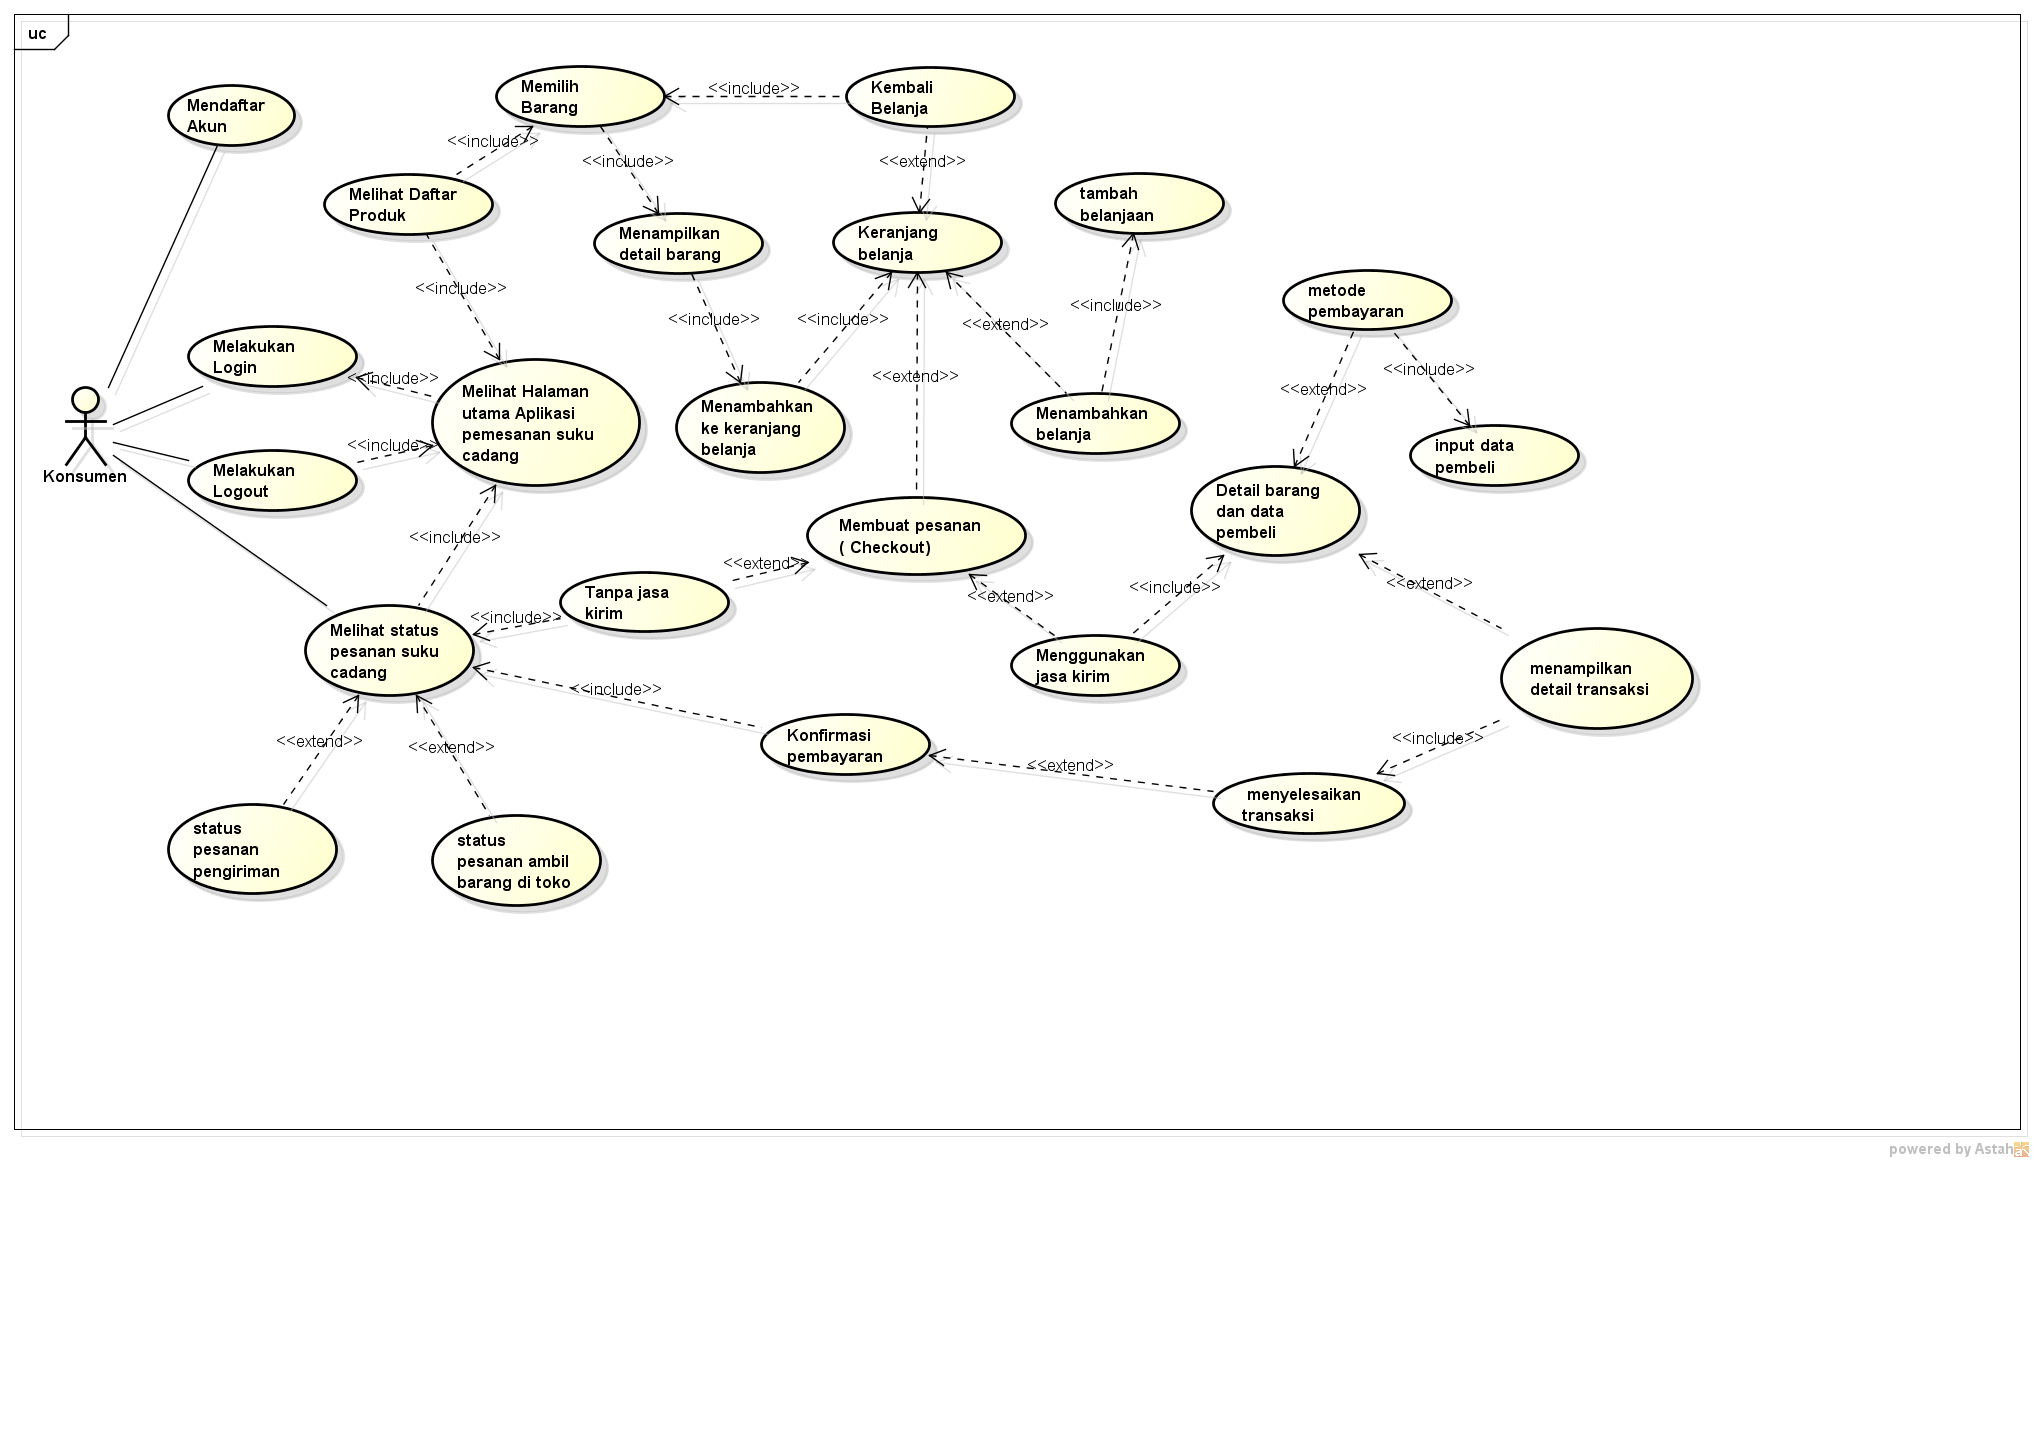 uc
Mendaftar
Akun
Memilih
Barang
<<include>>
Kembali
Belanja
<<include>>
<<include>>
<<extend>>
Melihat Daftar
Produk
Menampilkan
detail barang
Keranjang
belanja
tambah
belanjaan
<<include>>
<<include>>
<<include>>
<<extend>>
<<include>>
metode
pembayaran
Melakukan
Login
<<include>>
Melihat Halaman
utama Aplikasi
pemesanan suku
cadang
<<extend>>
Menambahkan
ke keranjang
belanja
Menambahkan
belanja
<<extend>>
<<include>>
input data
pembeli
Konsumen
Melakukan
Logout
<<include>>
Detail barang
dan data
pembeli
<<include>>
Membuat pesanan
( Checkout)
<<extend>>
<<extend>>
<<include>>
<<extend>>
Tanpa jasa
kirim
<<include>>
Melihat status
pesanan suku
cadang
Menggunakan
jasa kirim
menampilkan
detail transaksi
<<include>>
<<extend>>
<<extend>>
Konfirmasi
pembayaran
<<extend>>
<<include>>
menyelesaikan
transaksi
status
pesanan
pengiriman
status
pesanan ambil
barang di toko
powered by Astah